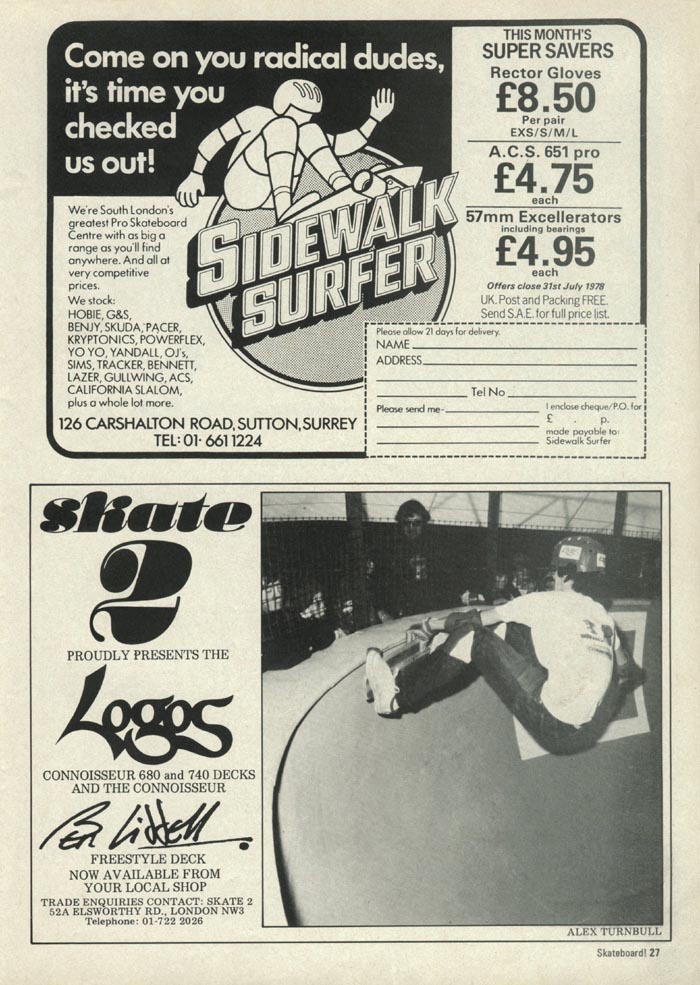 Come on you radical dudes,
it's time you
checked
us out!
We're South London's
greatest Pro Skateboard
Centre with as big a
range as you'll find
anywhere. And all at
very competitive
prices.
We stock:
HOBIE, G&S,
BENJY, SKUDA, PACER,
KRYPTONICS, POWERFLEX,
YO YO, YANDALL, OJ's,
SIMS, TRACKER, BENNETT,
LAZER, GULLWING, ACS,
CALIFORNIA SLALOM,
plus a whole lot more.
SIDEWALK
SURFER
126 CARSHALTON ROAD, SUTTON, SURREY
TEL: 01· 661 1224
THIS MONTH'S
SUPER SAVERS
Rector Gloves
£8.50
Per pair
EXS/S/M/L
A.C.S. 651 pro
£4.75
each
57mm Excellerators
including bearings
£4.95
each
Offers close 31st July 1978
UK. Post and Packing FREE.
Send S.A.E. for full price list.
Please allow 21 days for delivery.
NAME
ADDRESS
Tel No
Please send me-
I enclose cheque/P.O. for
£ . p.
made payable to:
Sidewalk Surfer
skate
2
PROUDLY PRESENTS THE
Logos
CONNOISSEUR 680 and 740 DECKS
AND THE CONNOISSEUR
Ben Liddell
FREESTYLE DECK
NOW AVAILABLE FROM
YOUR LOCAL SHOP
TRADE ENQUIRIES CONTACT: SKATE 2
52A ELSWORTHY RD., LONDON NW3
Telephone: 01-722 2026
ALEX TURNBULL
Skateboard! 27